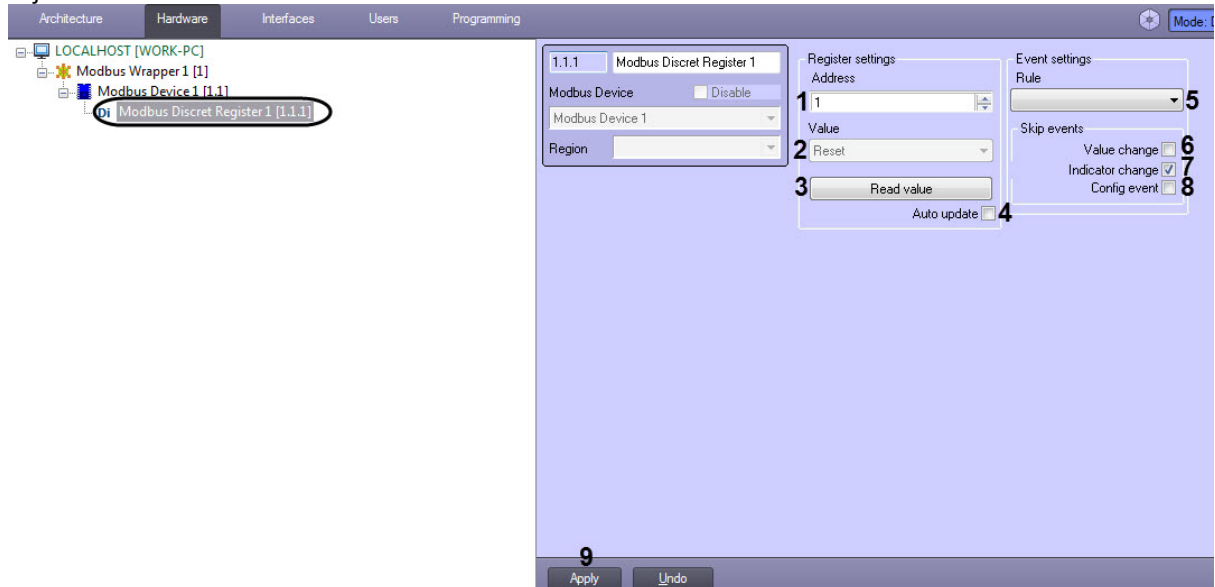 Architecture Hardware Interfaces Users Programming Mode:
LOCALHOST [WORK-PC]
Modbus Wrapper 1 [1]
Modbus Device 1 [1.1]
Di Modbus Discret Register 1 [1.1.1]
1.1.1 Modbus Discret Register 1
Modbus Device Disable
Modbus Device 1
Region
Register settings
Address
1 1
Value
2 Reset
3 Read value
Auto update 4
Event settings
Rule
5
Skip events
Value change 6
Indicator change 7
Config event 8
9
Apply Undo